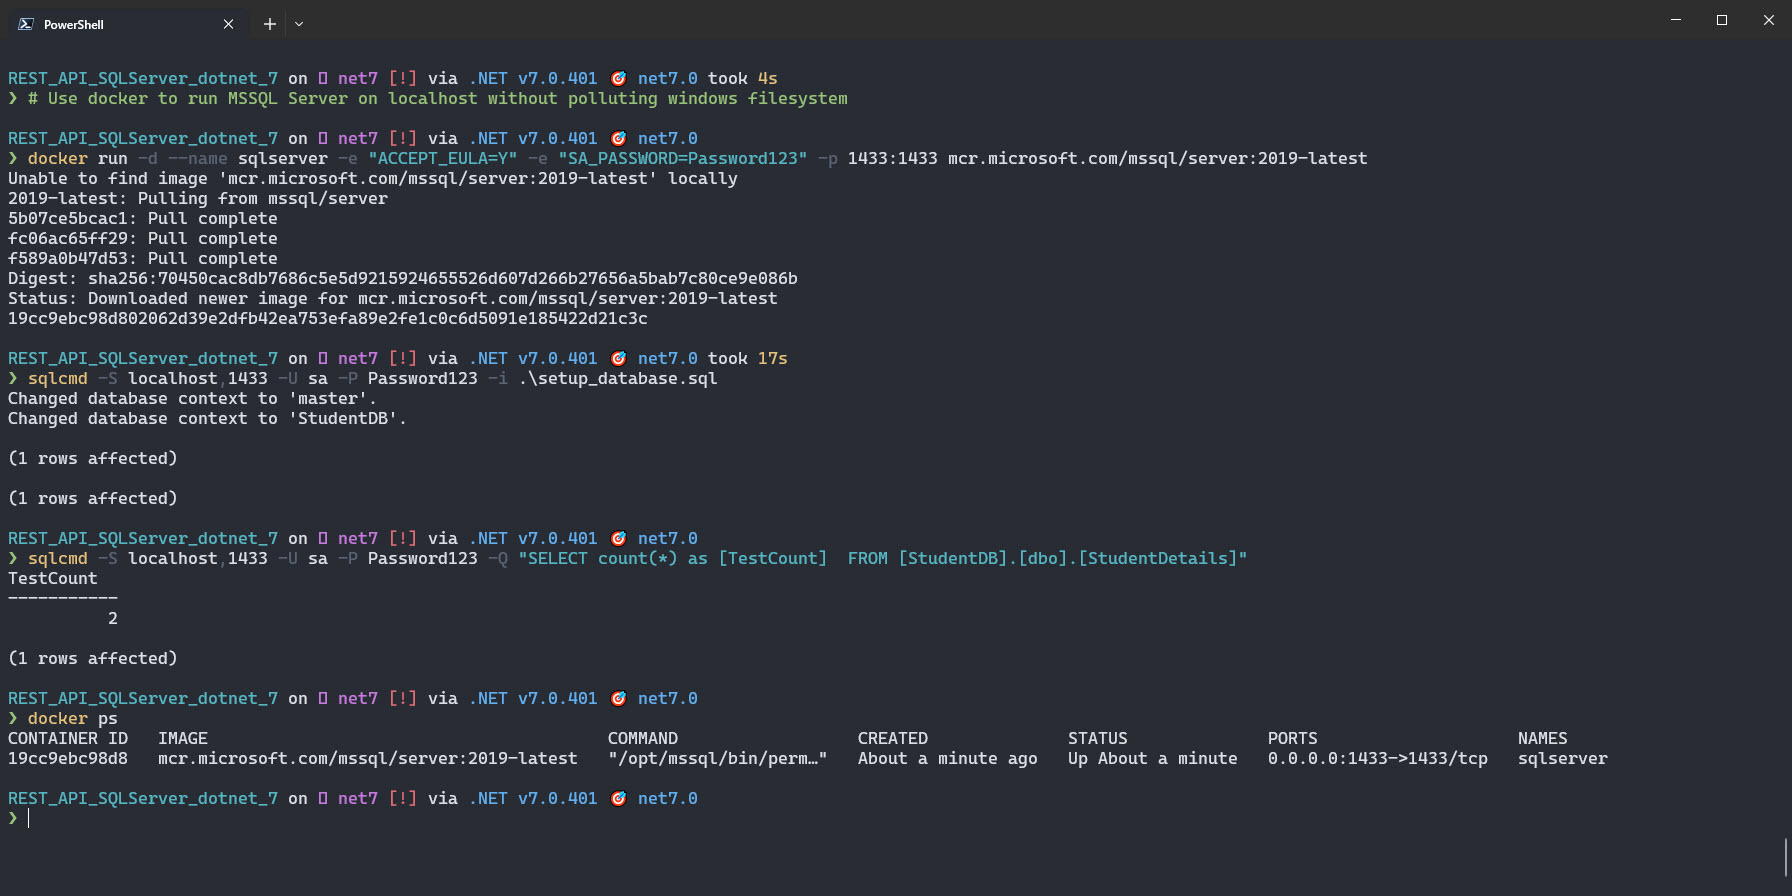 PowerShell
REST_API_SQLServer_dotnet_7 on net7 [!] via .NET v7.0.401 🎯 net7.0 took 4s
❯ # Use docker to run MSSQL Server on localhost without polluting windows filesystem
REST_API_SQLServer_dotnet_7 on net7 [!] via .NET v7.0.401 🎯 net7.0
❯ docker run -d --name sqlserver -e "ACCEPT_EULA=Y" -e "SA_PASSWORD=Password123" -p 1433:1433 mcr.microsoft.com/mssql/server:2019-latest
Unable to find image 'mcr.microsoft.com/mssql/server:2019-latest' locally
2019-latest: Pulling from mssql/server
5b07ce5bcac1: Pull complete
fc06ac65ff29: Pull complete
f589a0b47d53: Pull complete
Digest: sha256:70450cac8db7686c5e5d9215924655526d607d266b27656a5bab7c80ce9e086b
Status: Downloaded newer image for mcr.microsoft.com/mssql/server:2019-latest
19cc9ebc98d802062d39e2dfb42ea753efa89e2fe1c0c6d5091e185422d21c3c
REST_API_SQLServer_dotnet_7 on net7 [!] via .NET v7.0.401 🎯 net7.0 took 17s
❯ sqlcmd -S localhost,1433 -U sa -P Password123 -i .\setup_database.sql
Changed database context to 'master'.
Changed database context to 'StudentDB'.
(1 rows affected)
(1 rows affected)
REST_API_SQLServer_dotnet_7 on net7 [!] via .NET v7.0.401 🎯 net7.0
❯ sqlcmd -S localhost,1433 -U sa -P Password123 -Q "SELECT count(*) as [TestCount]  FROM [StudentDB].[dbo].[StudentDetails]"
TestCount
-----------
2
(1 rows affected)
REST_API_SQLServer_dotnet_7 on net7 [!] via .NET v7.0.401 🎯 net7.0
❯ docker ps
CONTAINER ID   IMAGE   COMMAND   CREATED   STATUS   PORTS   NAMES
19cc9ebc98d8   mcr.microsoft.com/mssql/server:2019-latest   "/opt/mssql/bin/perm…"   About a minute ago   Up About a minute   0.0.0.0:1433->1433/tcp   sqlserver
REST_API_SQLServer_dotnet_7 on net7 [!] via .NET v7.0.401 🎯 net7.0
❯